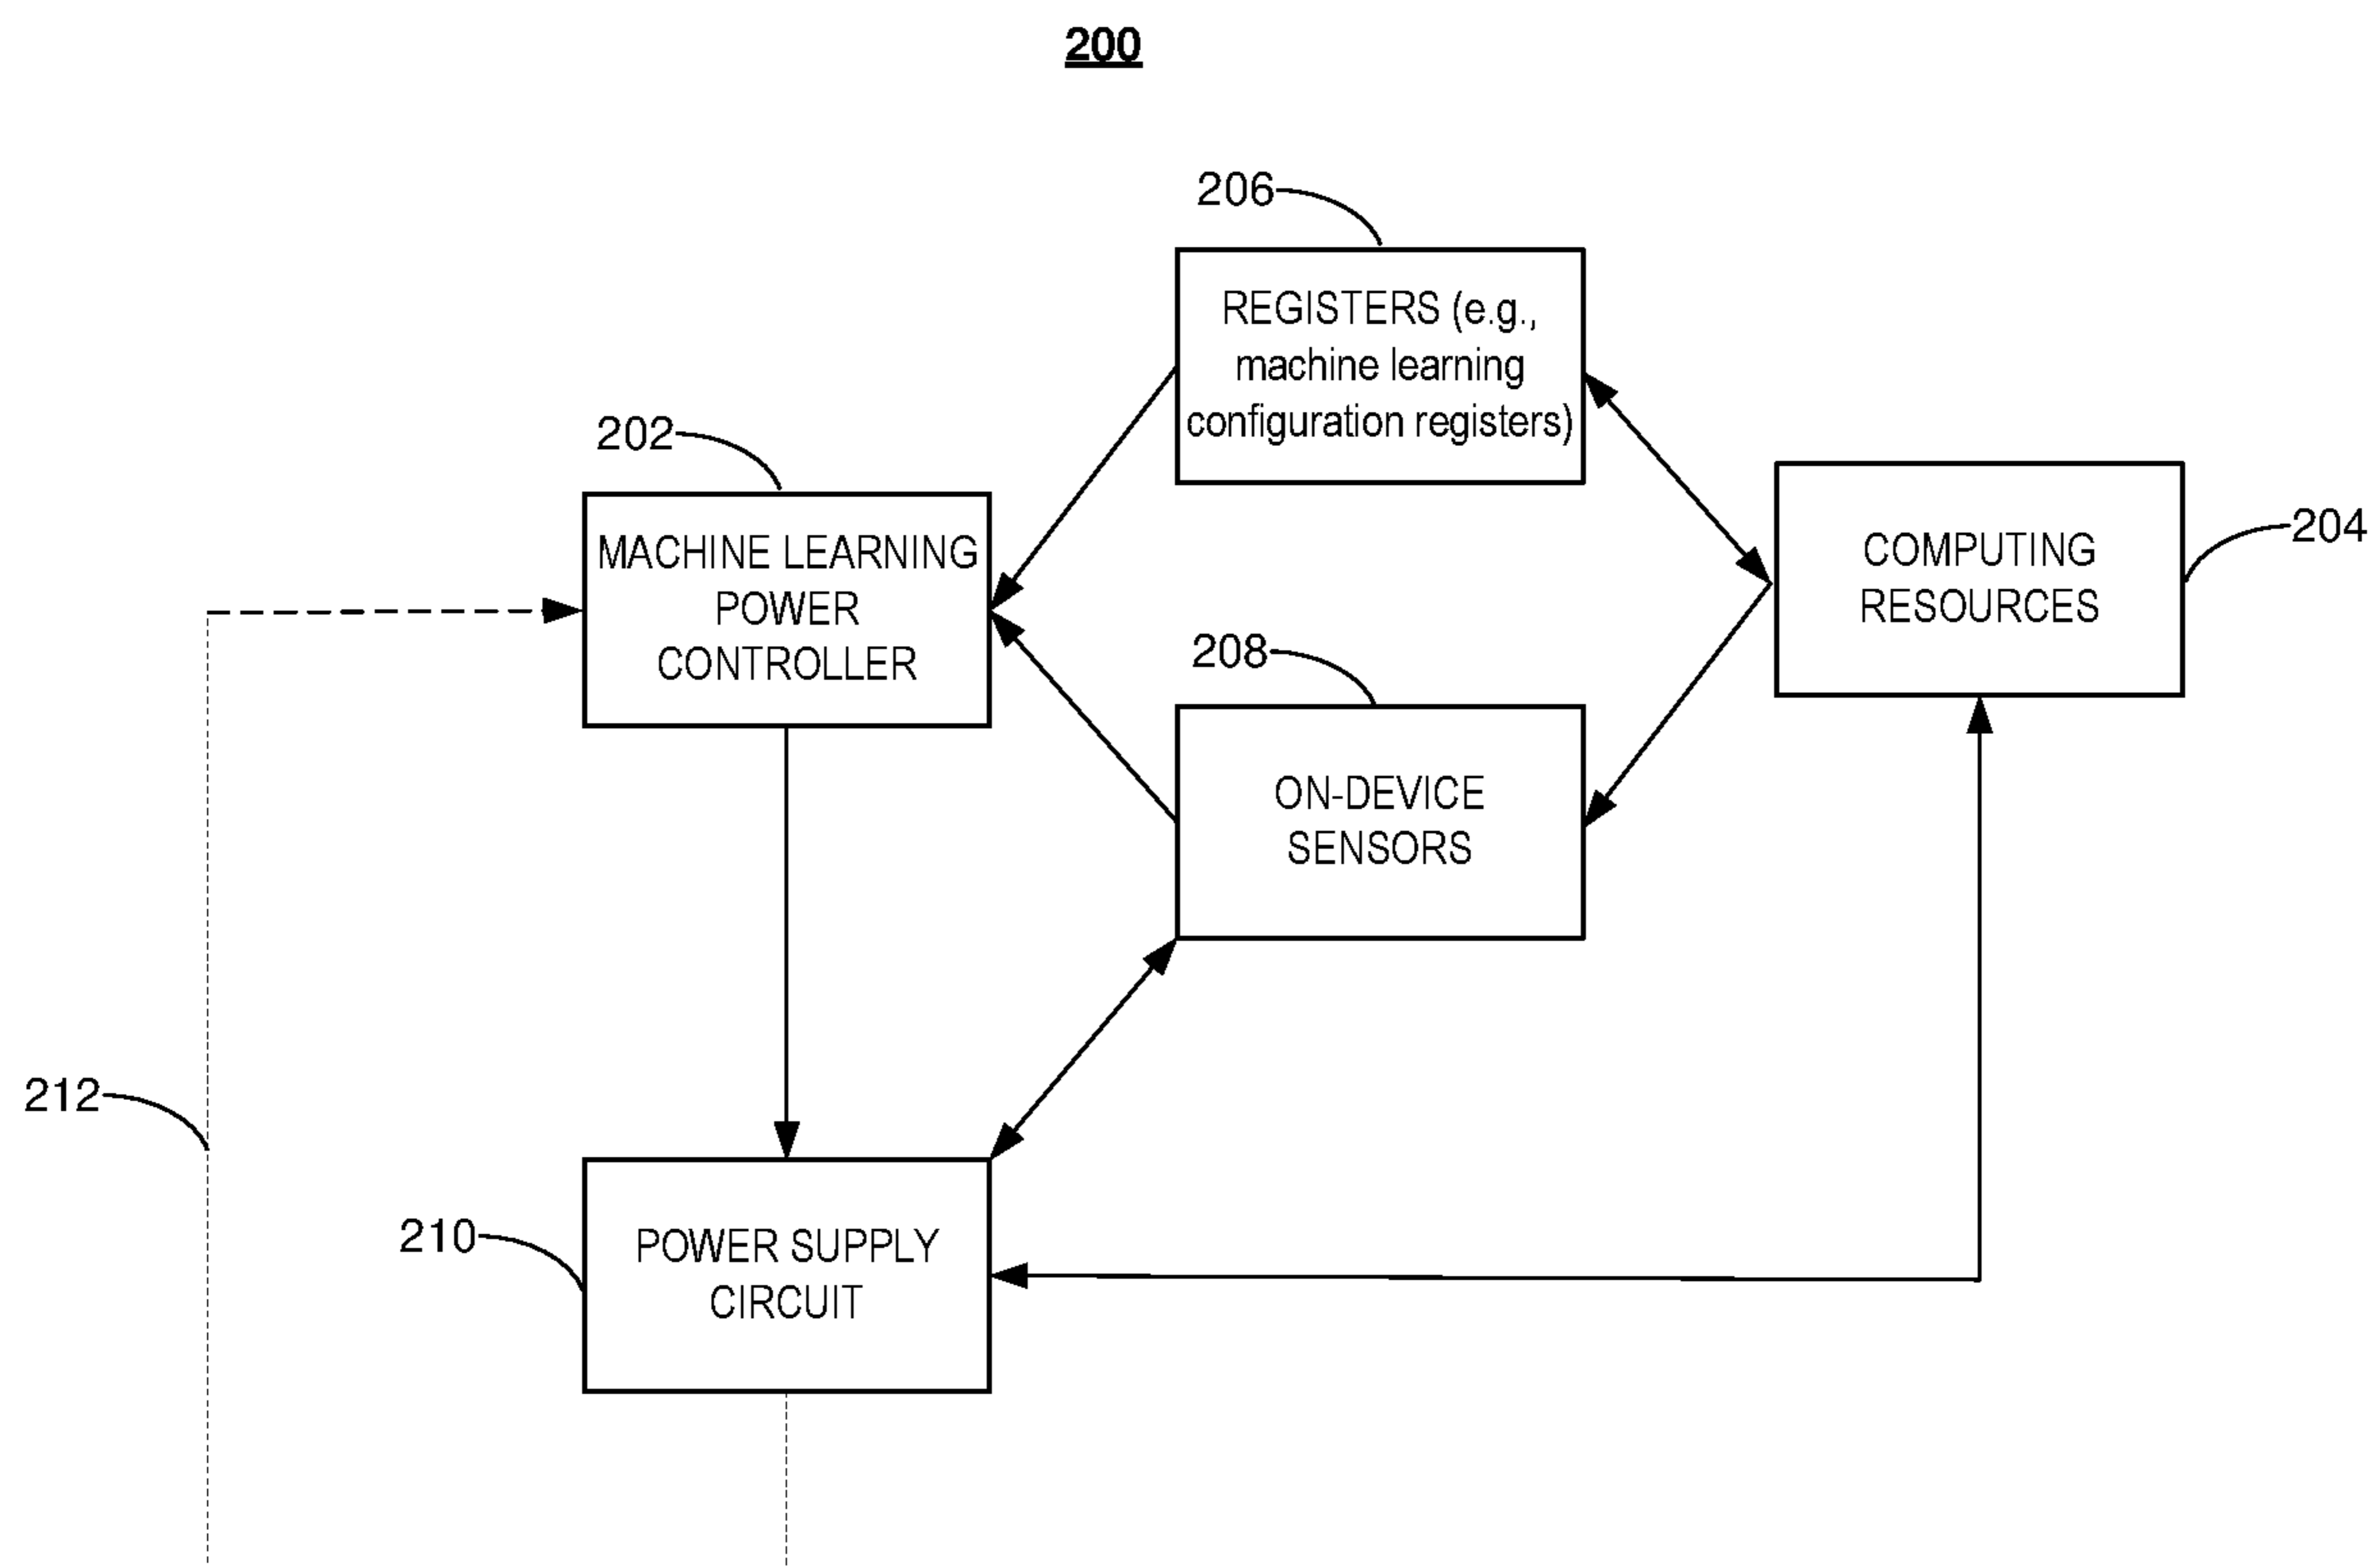 200
206
REGISTERS (e.g.,
machine learning
configuration registers)
202
MACHINE LEARNING
POWER
CONTROLLER
204
COMPUTING
RESOURCES
208
ON-DEVICE
SENSORS
212
210
POWER SUPPLY
CIRCUIT